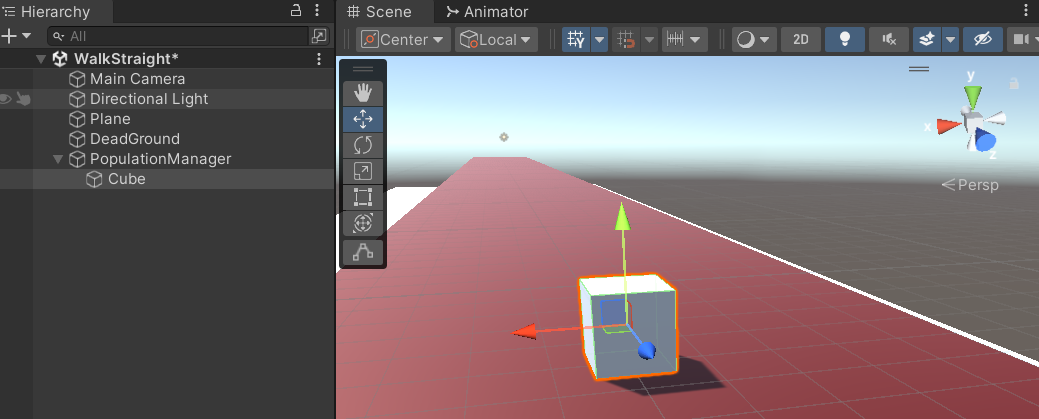 Hierarchy
All
WalkStraight*
Main Camera
Directional Light
Plane
DeadGround
PopulationManager
Cube
Scene
Animator
Center
Local
2D
y
x
z
Persp